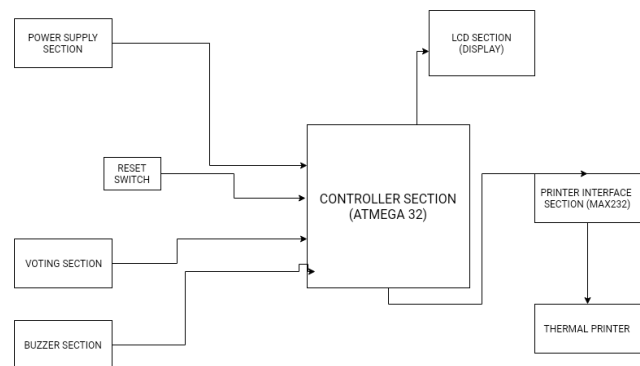 POWER SUPPLY
SECTION
LCD SECTION
(DISPLAY)
RESET
SWITCH
CONTROLLER SECTION
(ATMEGA 32)
PRINTER INTERFACE
SECTION (MAX232)
VOTING SECTION
THERMAL PRINTER
BUZZER SECTION